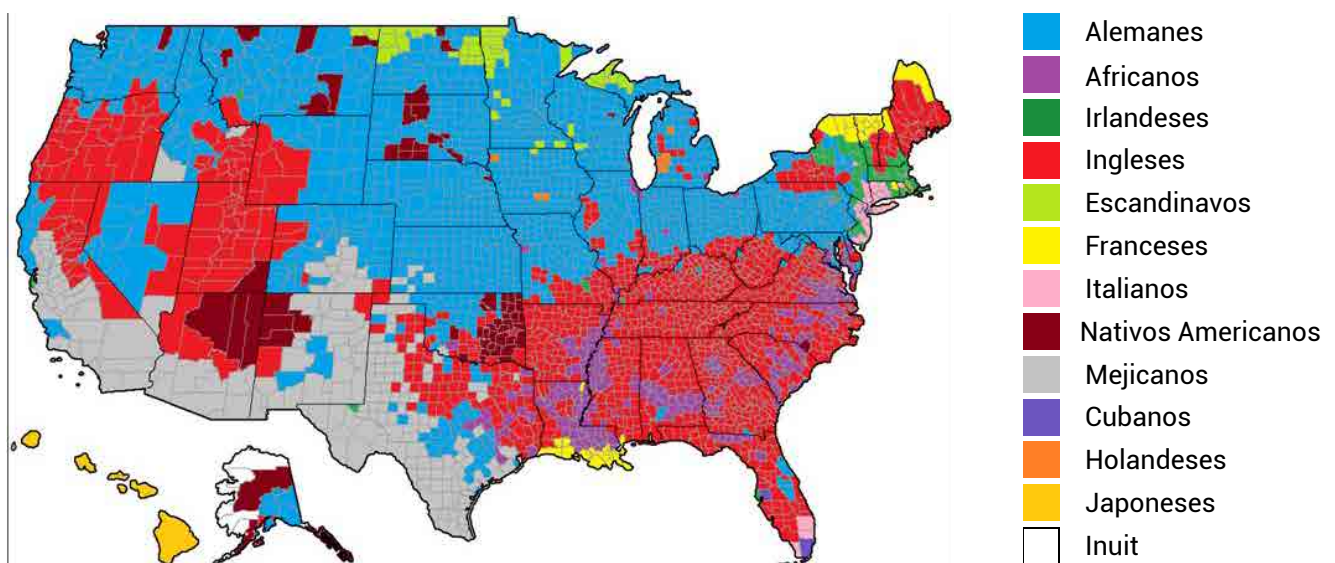 Alemanes
Africanos
Irlandeses
Ingleses
Escandinavos
Franceses
Italianos
Nativos Americanos
Mejicanos
Cubanos
Holandeses
Japoneses
Inuit